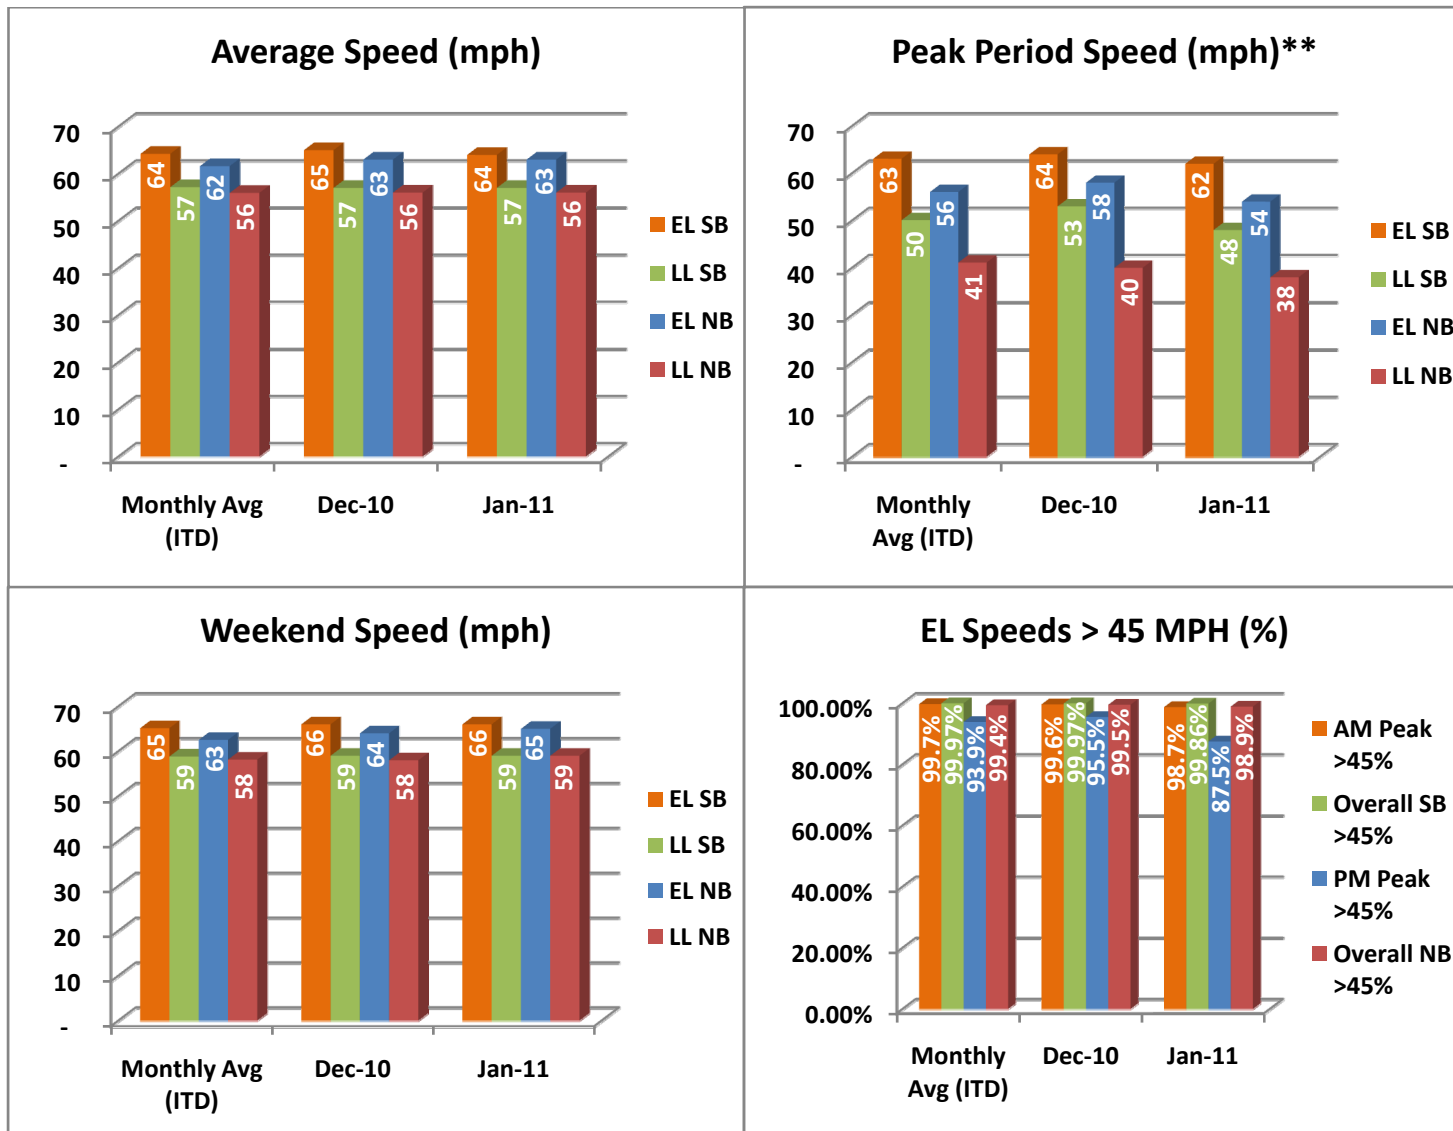 Average Speed (mph)
70
60
50
40
30
20
10
-
64
57
62
56
65
57
63
56
64
57
63
56
Monthly Avg
(ITD)
Dec-10
Jan-11
EL SB
LL SB
EL NB
LL NB
Peak Period Speed (mph)**
70
60
50
40
30
20
10
-
63
50
56
41
64
53
58
40
62
48
54
38
Monthly
Avg (ITD)
Dec-10
Jan-11
EL SB
LL SB
EL NB
LL NB
Weekend Speed (mph)
70
60
50
40
30
20
10
-
65
59
63
58
66
59
64
58
66
59
65
59
Monthly Avg
(ITD)
Dec-10
Jan-11
EL SB
LL SB
EL NB
LL NB
EL Speeds > 45 MPH (%)
100.00%
80.00%
60.00%
40.00%
20.00%
0.00%
99.7%
99.97%
93.9%
99.4%
99.6%
99.97%
95.5%
99.5%
98.7%
99.86%
87.5%
98.9%
Monthly
Avg (ITD)
Dec-10
Jan-11
AM Peak
>45%
Overall SB
>45%
PM Peak
>45%
Overall NB
>45%